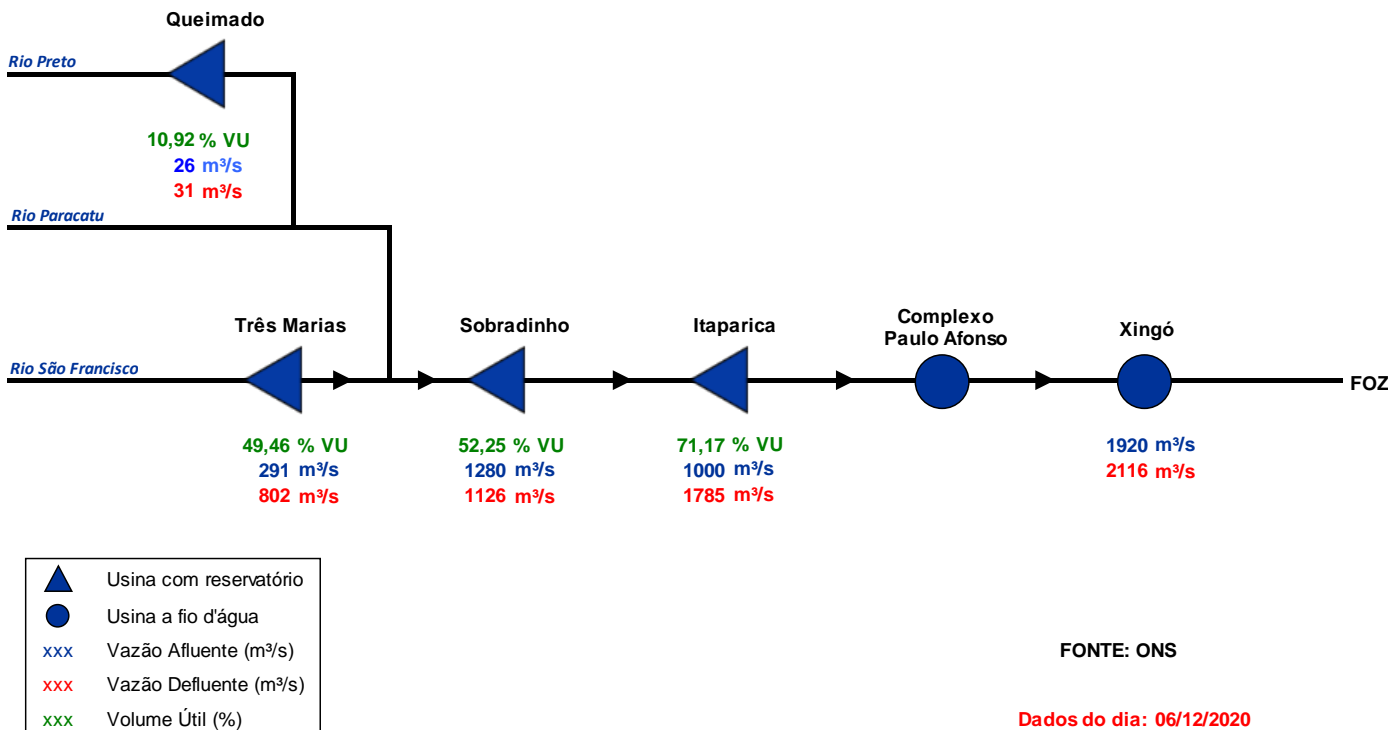 Queimado
Rio Preto
10,92 % VU
26 m³/s
31 m³/s
Rio Paracatu
Três Marias
Sobradinho
Itaparica
Complexo
Paulo Afonso
Xingó
Rio São Francisco
FOZ
49,46 % VU
291 m³/s
802 m³/s
52,25 % VU
1280 m³/s
1126 m³/s
71,17 % VU
1000 m³/s
1785 m³/s
1920 m³/s
2116 m³/s
Usina com reservatório
Usina a fio d'água
xxx Vazão Afluente (m³/s)
xxx Vazão Defluente (m³/s)
xxx Volume Útil (%)
FONTE: ONS
Dados do dia: 06/12/2020